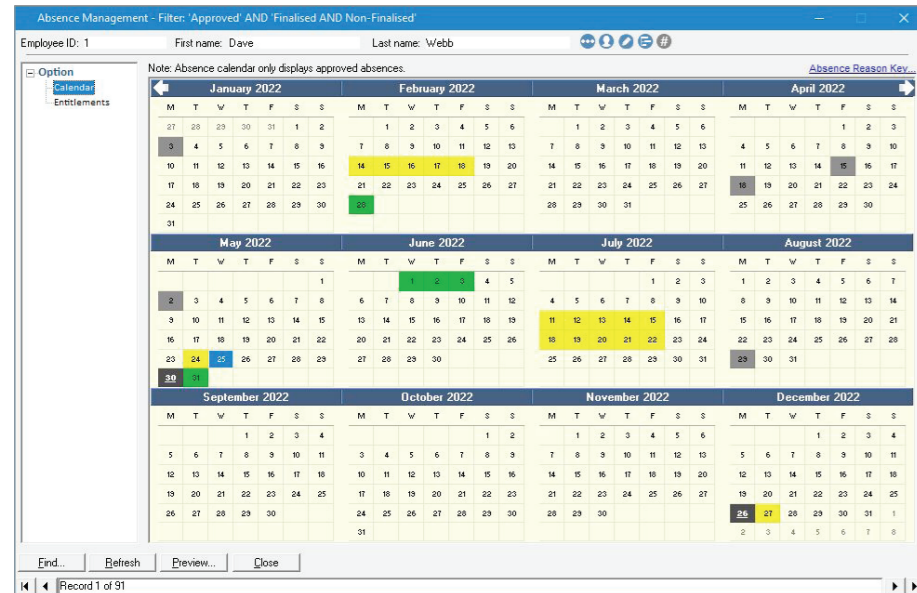 Absence Management - Filter: 'Approved' AND 'Finalised AND Non-Finalised'
Employee ID: 1 First name: Dave Last name: Webb
Option
Calendar
Entitlements
Note: Absence calendar only displays approved absences. Absence Reason Key...
January 2022 February 2022 March 2022 April 2022
M T W T F S S M T W T F S S M T W T F S S M T W T F S S
27 28 29 30 31 1 2 1 2 3 4 5 6 1 2 3 4 5 6 1 2 3
3 4 5 6 7 8 9 7 8 9 10 11 12 13 7 8 9 10 11 12 13 4 5 6 7 8 9 10
10 11 12 13 14 15 16 14 15 16 17 18 19 20 14 15 16 17 18 19 20 11 12 13 14 15 16 17
17 18 19 20 21 22 23 21 22 23 24 25 26 27 21 22 23 24 25 26 27 18 19 20 21 22 23 24
24 25 26 27 28 29 30 28 28 29 30 31 25 26 27 28 29 30
31
May 2022 June 2022 July 2022 August 2022
M T W T F S S M T W T F S S M T W T F S S M T W T F S S
1 1 2 3 4 5 1 2 3 1 2 3 4 5 6 7
2 3 4 5 6 7 8 6 7 8 9 10 11 12 4 5 6 7 8 9 10 8 9 10 11 12 13 14
9 10 11 12 13 14 15 13 14 15 16 17 18 19 11 12 13 14 15 16 17 15 16 17 18 19 20 21
16 17 18 19 20 21 22 20 21 22 23 24 25 26 18 19 20 21 22 23 24 22 23 24 25 26 27 28
23 24 25 26 27 28 29 27 28 29 30 25 26 27 28 29 30 31 29 30 31
30 31
September 2022 October 2022 November 2022 December 2022
M T W T F S S M T W T F S S M T W T F S S M T W T F S S
1 2 3 4 1 2 1 2 3 4 5 6 1 2 3 4
5 6 7 8 9 10 11 3 4 5 6 7 8 9 7 8 9 10 11 12 13 5 6 7 8 9 10 11
12 13 14 15 16 17 18 10 11 12 13 14 15 16 14 15 16 17 18 19 20 12 13 14 15 16 17 18
19 20 21 22 23 24 25 17 18 19 20 21 22 23 21 22 23 24 25 26 27 19 20 21 22 23 24 25
26 27 28 29 30 24 25 26 27 28 29 30 28 29 30 26 27 28 29 30 31 1
31 2 3 4 5 6 7 8
Find... Refresh Preview... Close
Record 1 of 91